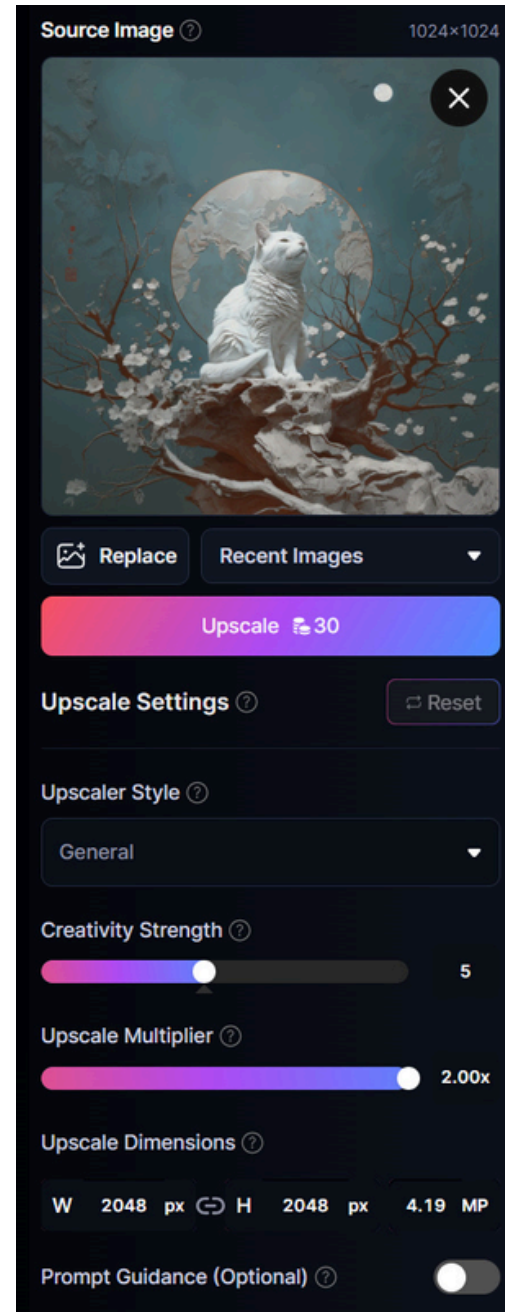 Source Image 1024×1024
Replace Recent Images
Upscale 30
Upscale Settings Reset
Upscaler Style
General
Creativity Strength
5
Upscale Multiplier
2.00x
Upscale Dimensions
W 2048 px H 2048 px 4.19 MP
Prompt Guidance (Optional)